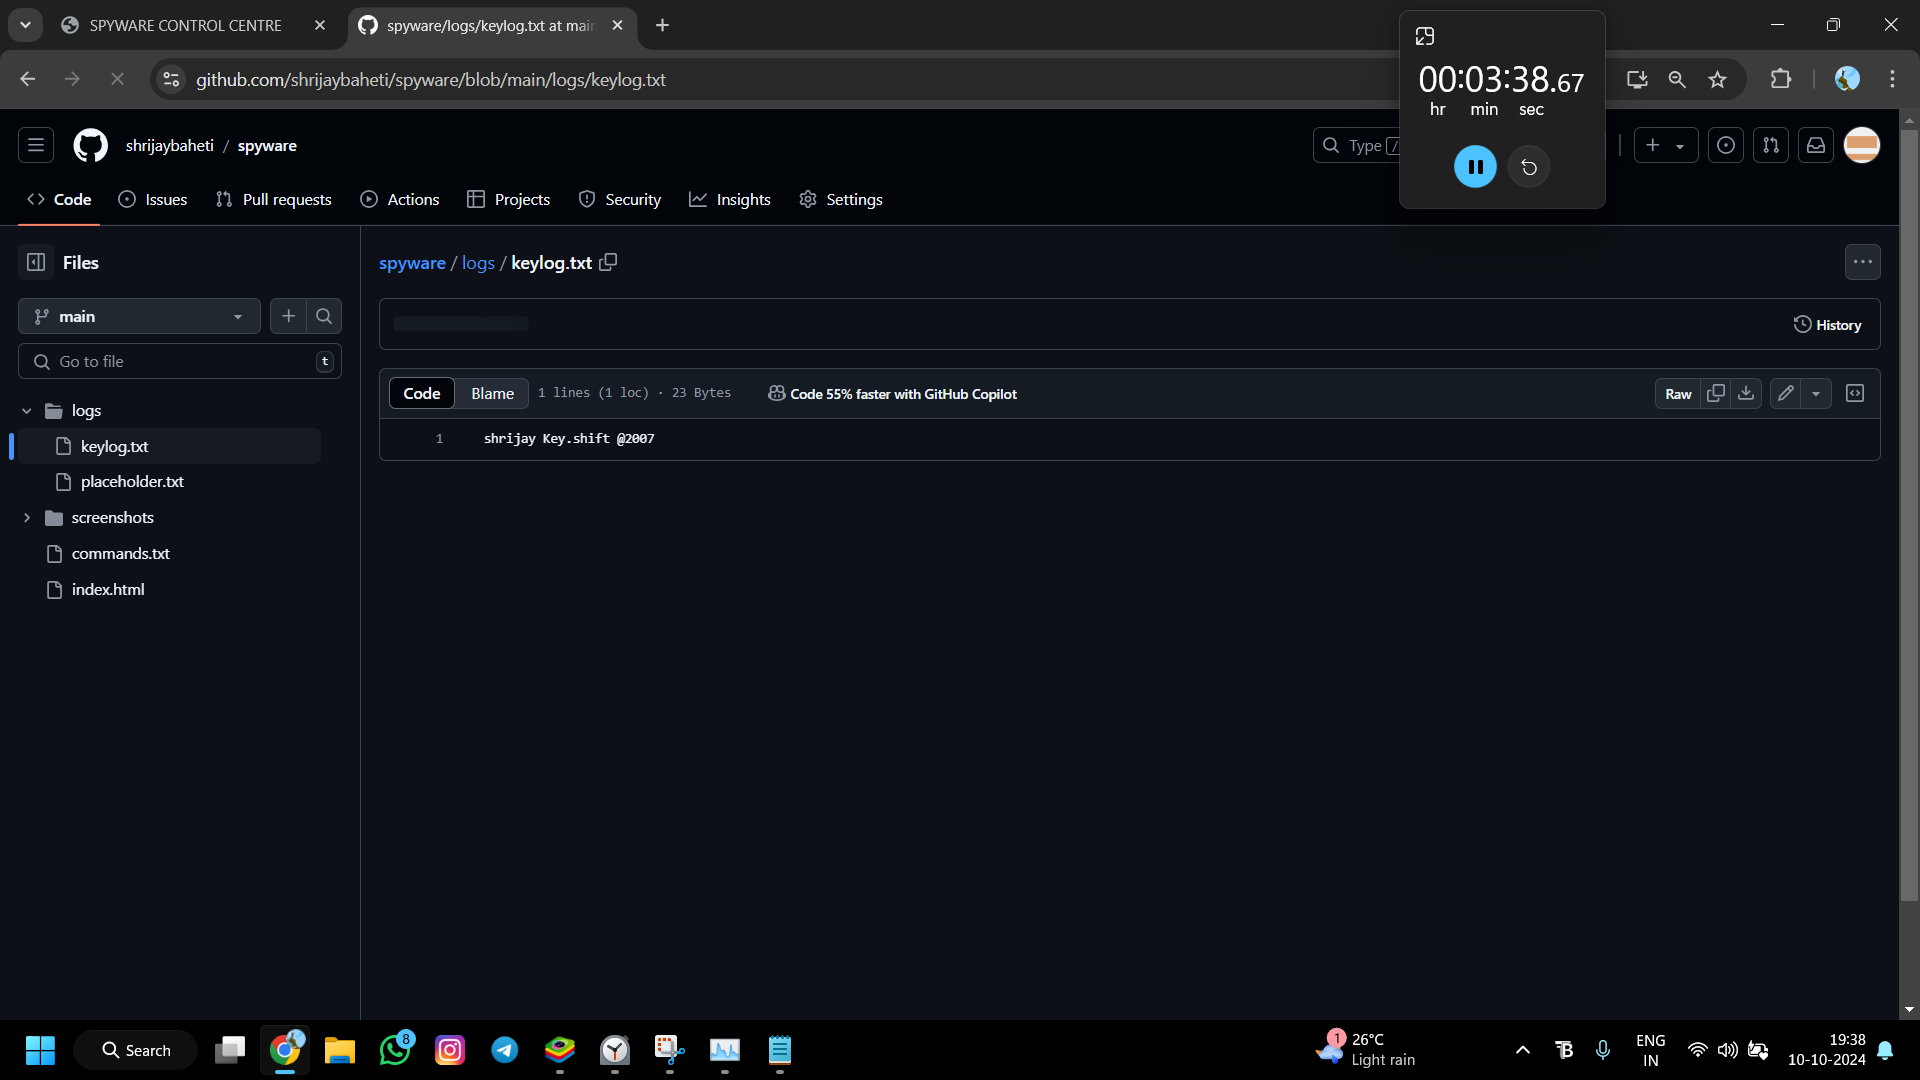 SPYWARE CONTROL CENTRE
spyware/logs/keylog.txt at main
github.com/shrijaybaheti/spyware/blob/main/logs/keylog.txt
00:03:38.67
hr min sec
shrijaybaheti / spyware
Type /
Code Issues Pull requests Actions Projects Security Insights Settings
Files
spyware / logs / keylog.txt
main
History
Go to file t
Code Blame 1 lines (1 loc) · 23 Bytes Code 55% faster with GitHub Copilot Raw
logs
1 shrijay Key.shift @2007
keylog.txt
placeholder.txt
screenshots
commands.txt
index.html
Search
8
1
26°C
Light rain
ENG
IN
19:38
10-10-2024